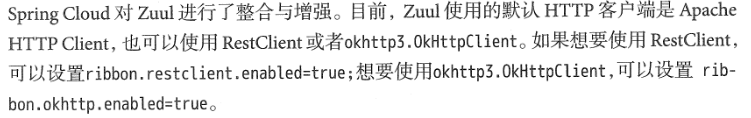 Spring Cloud 对 Zuul 进行了整合与增强。目前，Zuul 使用的默认 HTTP 客户端是 Apache
HTTP Client，也可以使用 RestClient 或者okhttp3.OkHttpClient。如果想要使用 RestClient，
可以设置ribbon.restclient.enabled=true；想要使用okhttp3.OkHttpClient，可以设置 rib-
bon.okhttp.enabled=true。